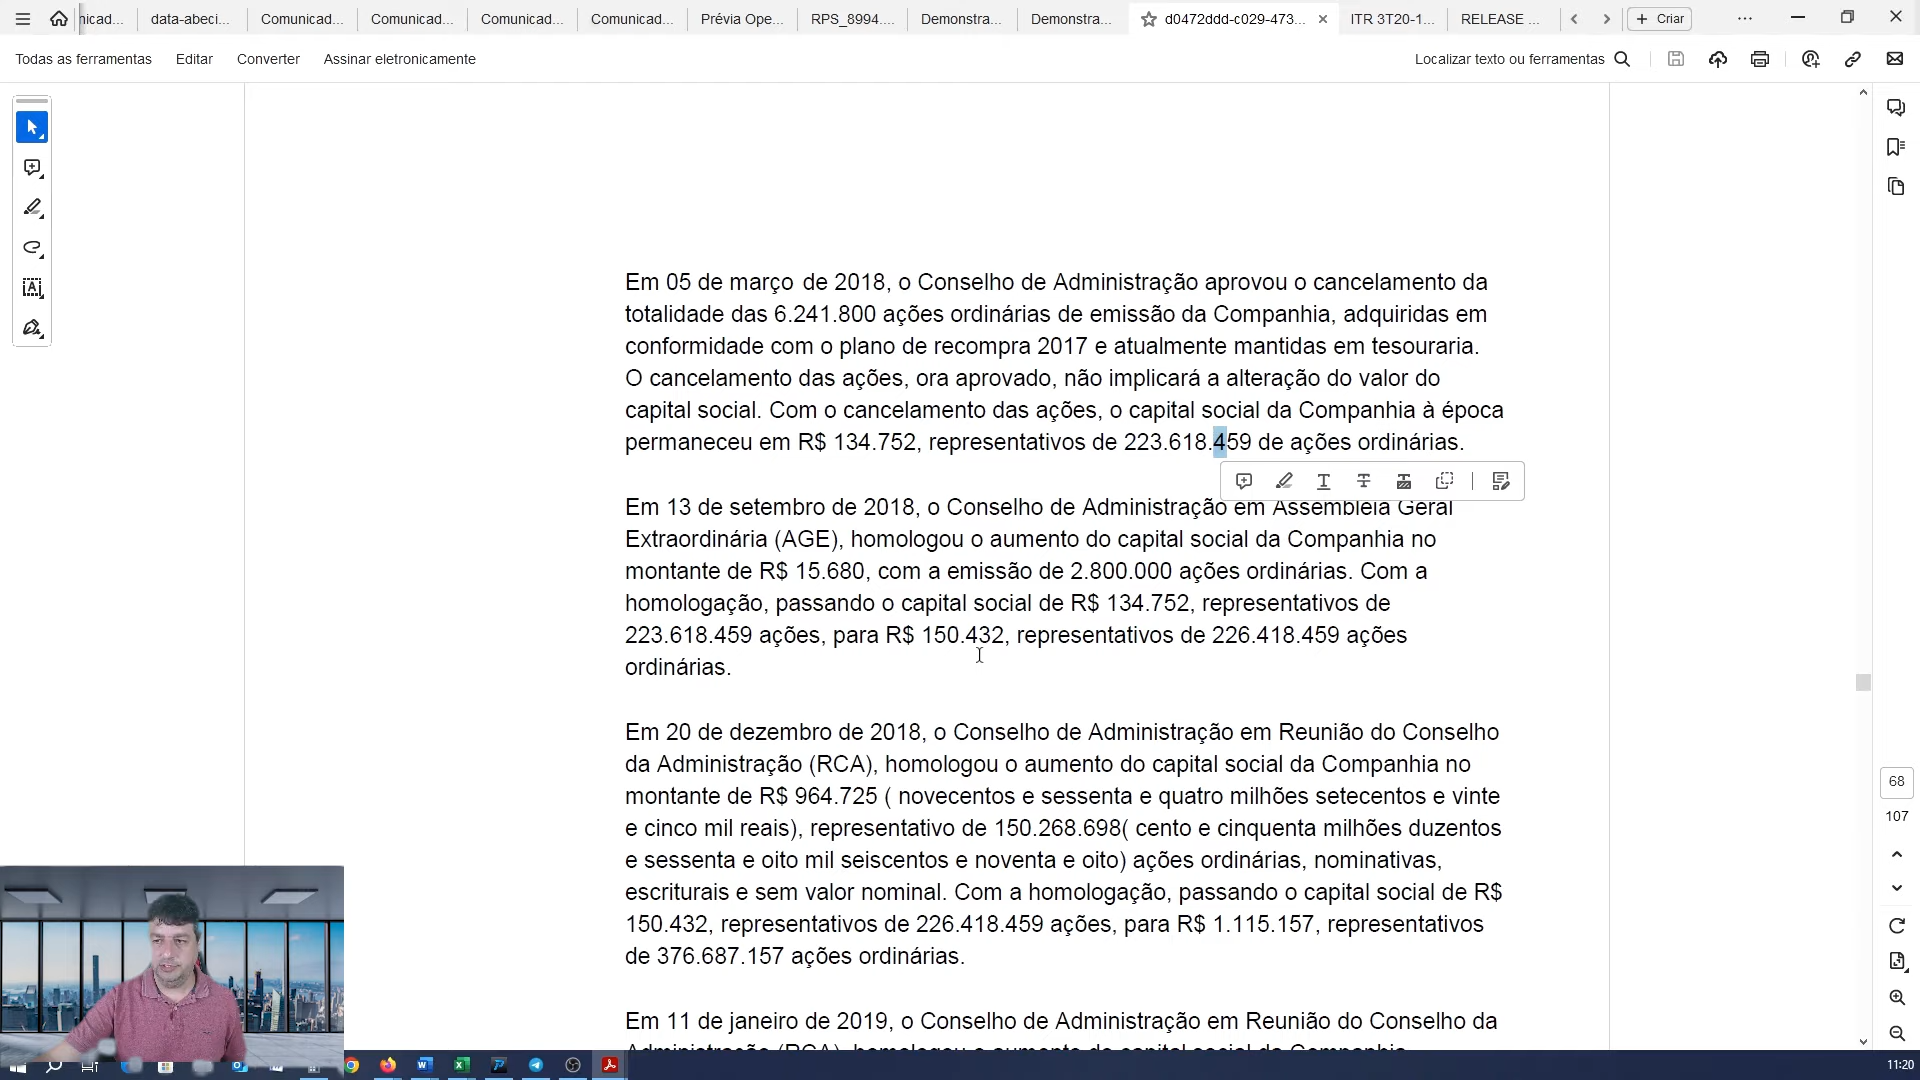 nicad...
data-abeci...
Comunicad...
Comunicad...
Comunicad...
Comunicad...
Prévia Ope...
RPS_8994....
Demonstra...
Demonstra...
d0472ddd-c029-473...
ITR 3T20-1...
RELEASE ...
Criar
Todas as ferramentas
Editar
Converter
Assinar eletronicamente
Localizar texto ou ferramentas
Em 05 de março de 2018, o Conselho de Administração aprovou o cancelamento da
totalidade das 6.241.800 ações ordinárias de emissão da Companhia, adquiridas em
conformidade com o plano de recompra 2017 e atualmente mantidas em tesouraria.
O cancelamento das ações, ora aprovado, não implicará a alteração do valor do
capital social. Com o cancelamento das ações, o capital social da Companhia à época
permaneceu em R$ 134.752, representativos de 223.618.459 de ações ordinárias.
Em 13 de setembro de 2018, o Conselho de Administração em Assembleia Geral
Extraordinária (AGE), homologou o aumento do capital social da Companhia no
montante de R$ 15.680, com a emissão de 2.800.000 ações ordinárias. Com a
homologação, passando o capital social de R$ 134.752, representativos de
223.618.459 ações, para R$ 150.432, representativos de 226.418.459 ações
ordinárias.
Em 20 de dezembro de 2018, o Conselho de Administração em Reunião do Conselho
da Administração (RCA), homologou o aumento do capital social da Companhia no
montante de R$ 964.725 ( novecentos e sessenta e quatro milhões setecentos e vinte
e cinco mil reais), representativo de 150.268.698( cento e cinquenta milhões duzentos
e sessenta e oito mil seiscentos e noventa e oito) ações ordinárias, nominativas,
escriturais e sem valor nominal. Com a homologação, passando o capital social de R$
150.432, representativos de 226.418.459 ações, para R$ 1.115.157, representativos
de 376.687.157 ações ordinárias.
Em 11 de janeiro de 2019, o Conselho de Administração em Reunião do Conselho da
Administração (RCA), homologou o aumento do capital social da Companhia
68
107
11:20